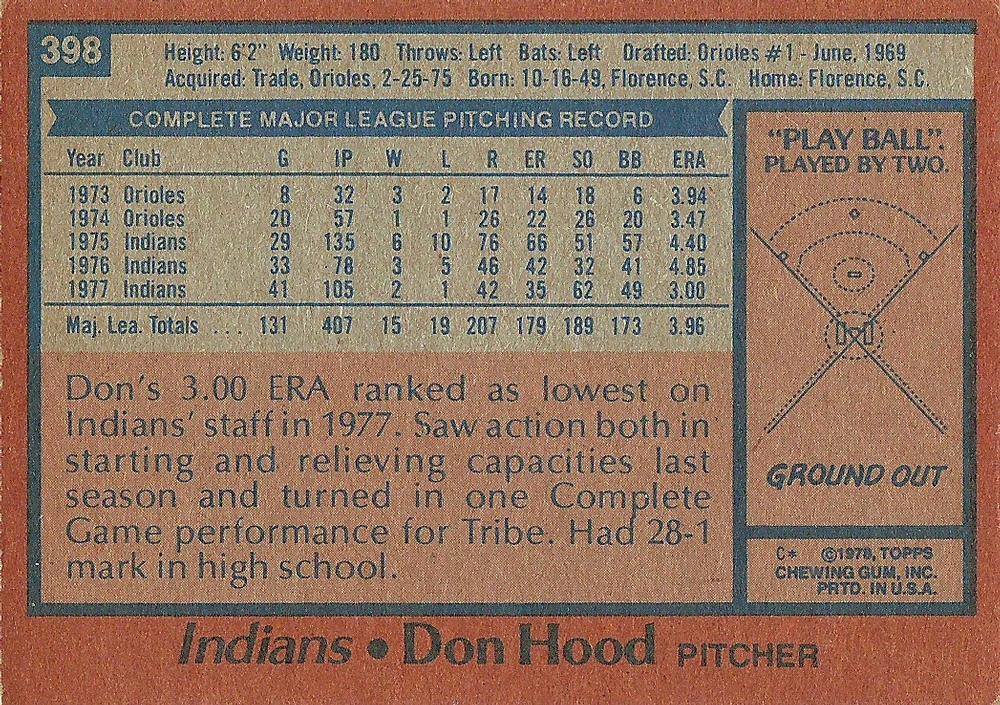 398
Height: 6'2" Weight: 180 Throws: Left Bats: Left Drafted: Orioles #1 - June, 1969
Acquired: Trade, Orioles, 2-25-75 Born: 10-16-49, Florence, S.C. Home: Florence, S.C.
COMPLETE MAJOR LEAGUE PITCHING RECORD
Year Club G IP W L R ER SO BB ERA
1973 Orioles 8 32 3 2 17 14 18 6 3.94
1974 Orioles 20 57 1 1 26 22 26 20 3.47
1975 Indians 29 135 6 10 76 66 51 57 4.40
1976 Indians 33 78 3 5 46 42 32 41 4.85
1977 Indians 41 105 2 1 42 35 62 49 3.00
Maj. Lea. Totals ... 131 407 15 19 207 179 189 173 3.96
Don's 3.00 ERA ranked as lowest on
Indians' staff in 1977. Saw action both in
starting and relieving capacities last
season and turned in one Complete
Game performance for Tribe. Had 28-1
mark in high school.
"PLAY BALL".
PLAYED BY TWO.
GROUND OUT
C* ©1978, TOPPS
CHEWING GUM, INC.
PRTD. IN U.S.A.
Indians • Don Hood PITCHER